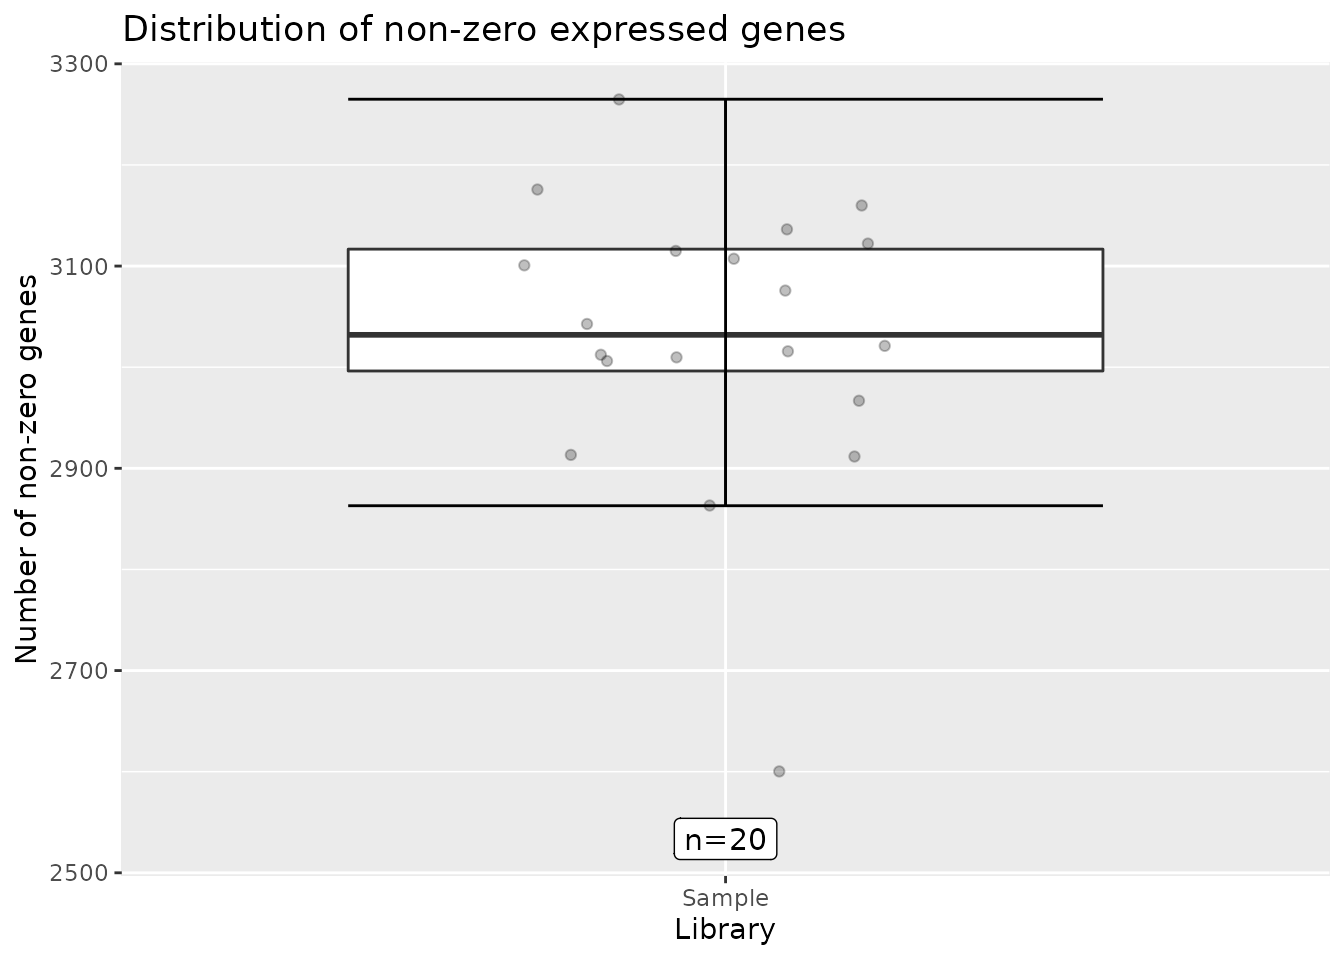 Distribution of non-zero expressed genes
Number of non-zero genes
3300
3100
2900
2700
2500
n=20
Sample
Library